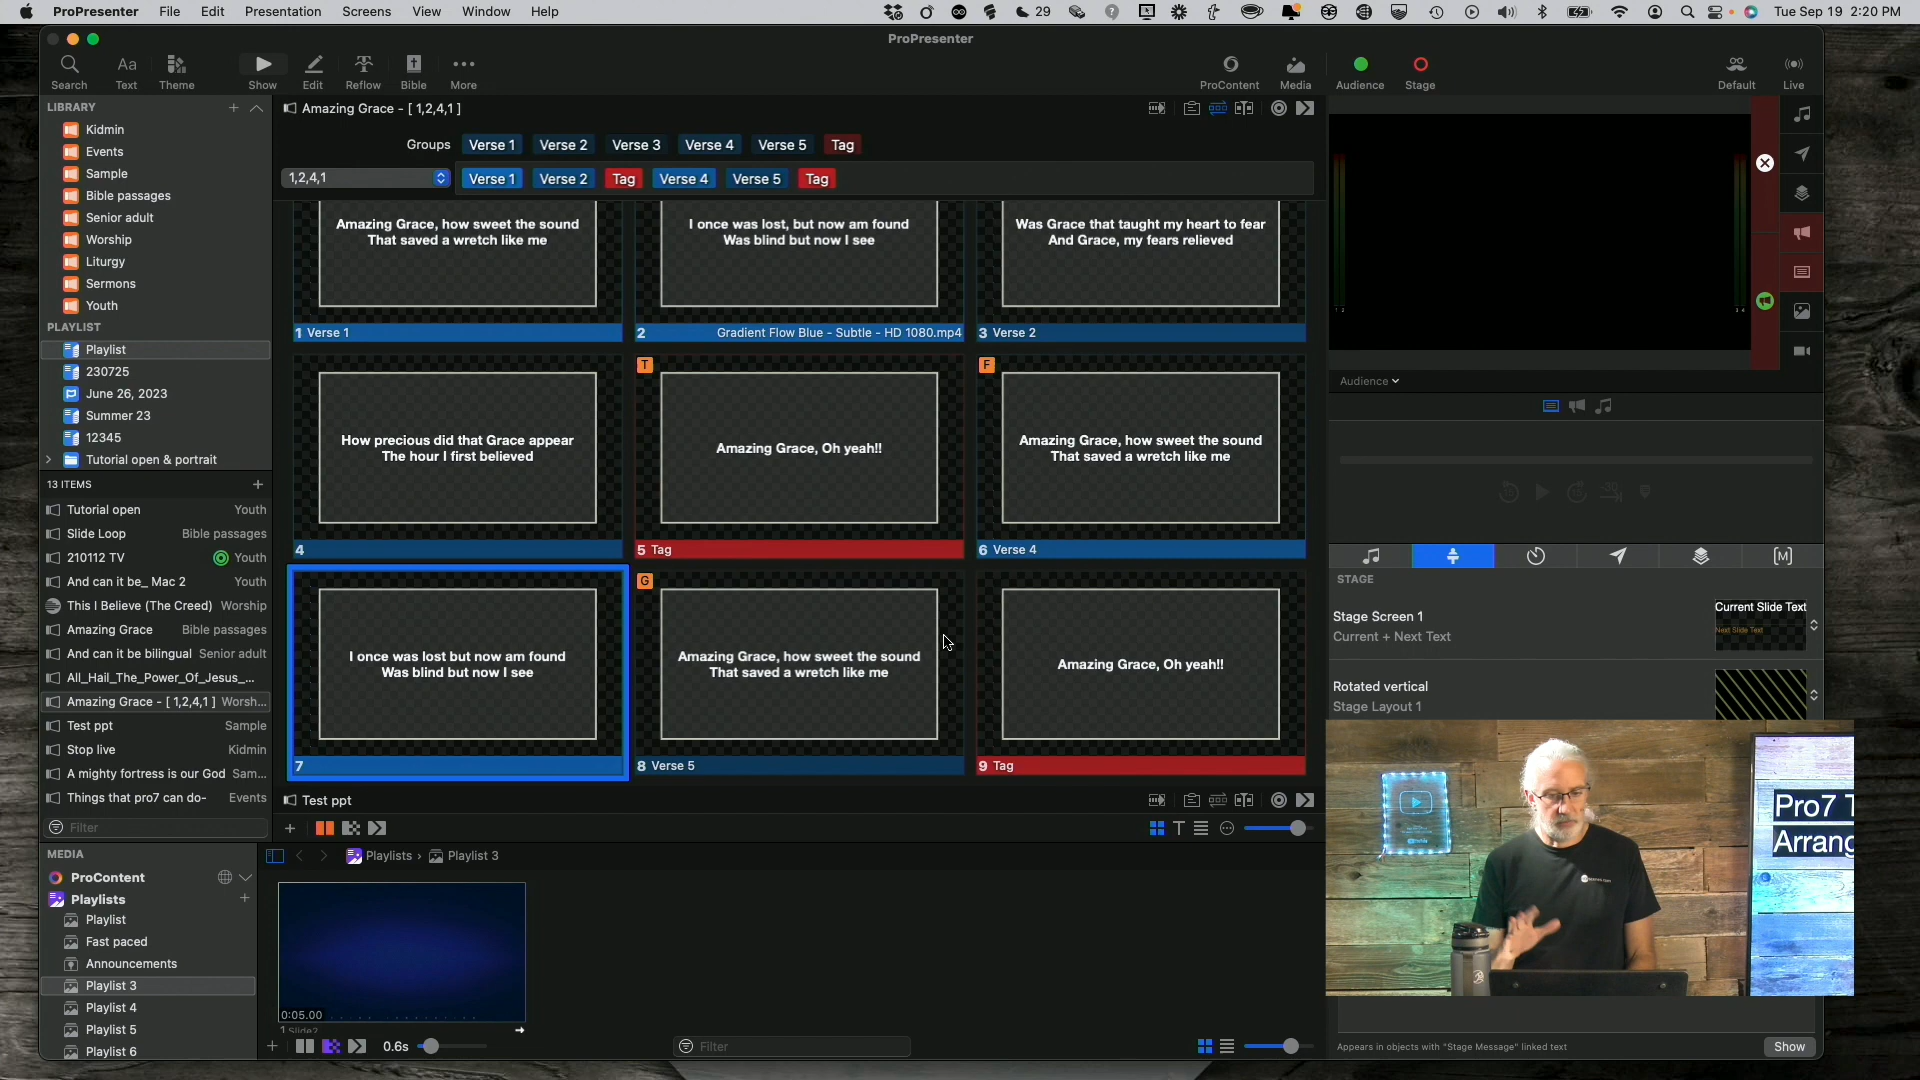 ProPresenter File Edit Presentation Screens View Window Help
29
Tue Sep 19 2:20 PM
ProPresenter
Search Text Theme Show Edit Reflow Bible More
ProContent Media Audience Stage Default Live
LIBRARY
Kidmin
Events
Sample
Bible passages
Senior adult
Worship
Liturgy
Sermons
Youth
PLAYLIST
Playlist
230725
June 26, 2023
Summer 23
12345
Tutorial open & portrait
13 ITEMS
Tutorial open Youth
Slide Loop Bible passages
210112 TV Youth
And can it be_ Mac 2 Youth
This I Believe (The Creed) Worship
Amazing Grace Bible passages
And can it be bilingual Senior adult
All_Hail_The_Power_Of_Jesus_...
Amazing Grace - [ 1,2,4,1 ] Worsh...
Test ppt Sample
Stop live Kidmin
A mighty fortress is our God Sam...
Things that pro7 can do- Events
Filter
Amazing Grace - [ 1,2,4,1 ]
Groups Verse 1 Verse 2 Verse 3 Verse 4 Verse 5 Tag
1,2,4,1 Verse 1 Verse 2 Tag Verse 4 Verse 5 Tag
Amazing Grace, how sweet the sound
That saved a wretch like me
1 Verse 1
I once was lost, but now am found
Was blind but now I see
2 Gradient Flow Blue - Subtle - HD 1080.mp4
Was Grace that taught my heart to fear
And Grace, my fears relieved
3 Verse 2
How precious did that Grace appear
The hour I first believed
4
T
Amazing Grace, Oh yeah!!
5 Tag
F
Amazing Grace, how sweet the sound
That saved a wretch like me
6 Verse 4
I once was lost but now am found
Was blind but now I see
7
G
Amazing Grace, how sweet the sound
That saved a wretch like me
8 Verse 5
Amazing Grace, Oh yeah!!
9 Tag
Test ppt
MEDIA
ProContent
Playlists
Playlist
Fast paced
Announcements
Playlist 3
Playlist 4
Playlist 5
Playlist 6
Playlists › Playlist 3
0:05.00
1 Slide2
0.6s
Filter
1 2
3 4
Audience
STAGE
Stage Screen 1
Current + Next Text
Current Slide Text
Next Slide Text
Rotated vertical
Stage Layout 1
Pro7 T
Arrang
Appears in objects with "Stage Message" linked text
Show